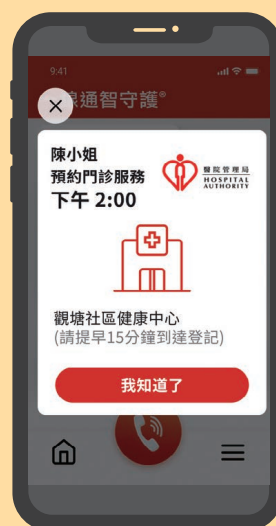 9:41
線通智守護®
陳小姐
預約門診服務
下午 2:00
醫院管理局
HOSPITAL
AUTHORITY
觀塘社區健康中心
(請提早15分鐘到達登記)
我知道了